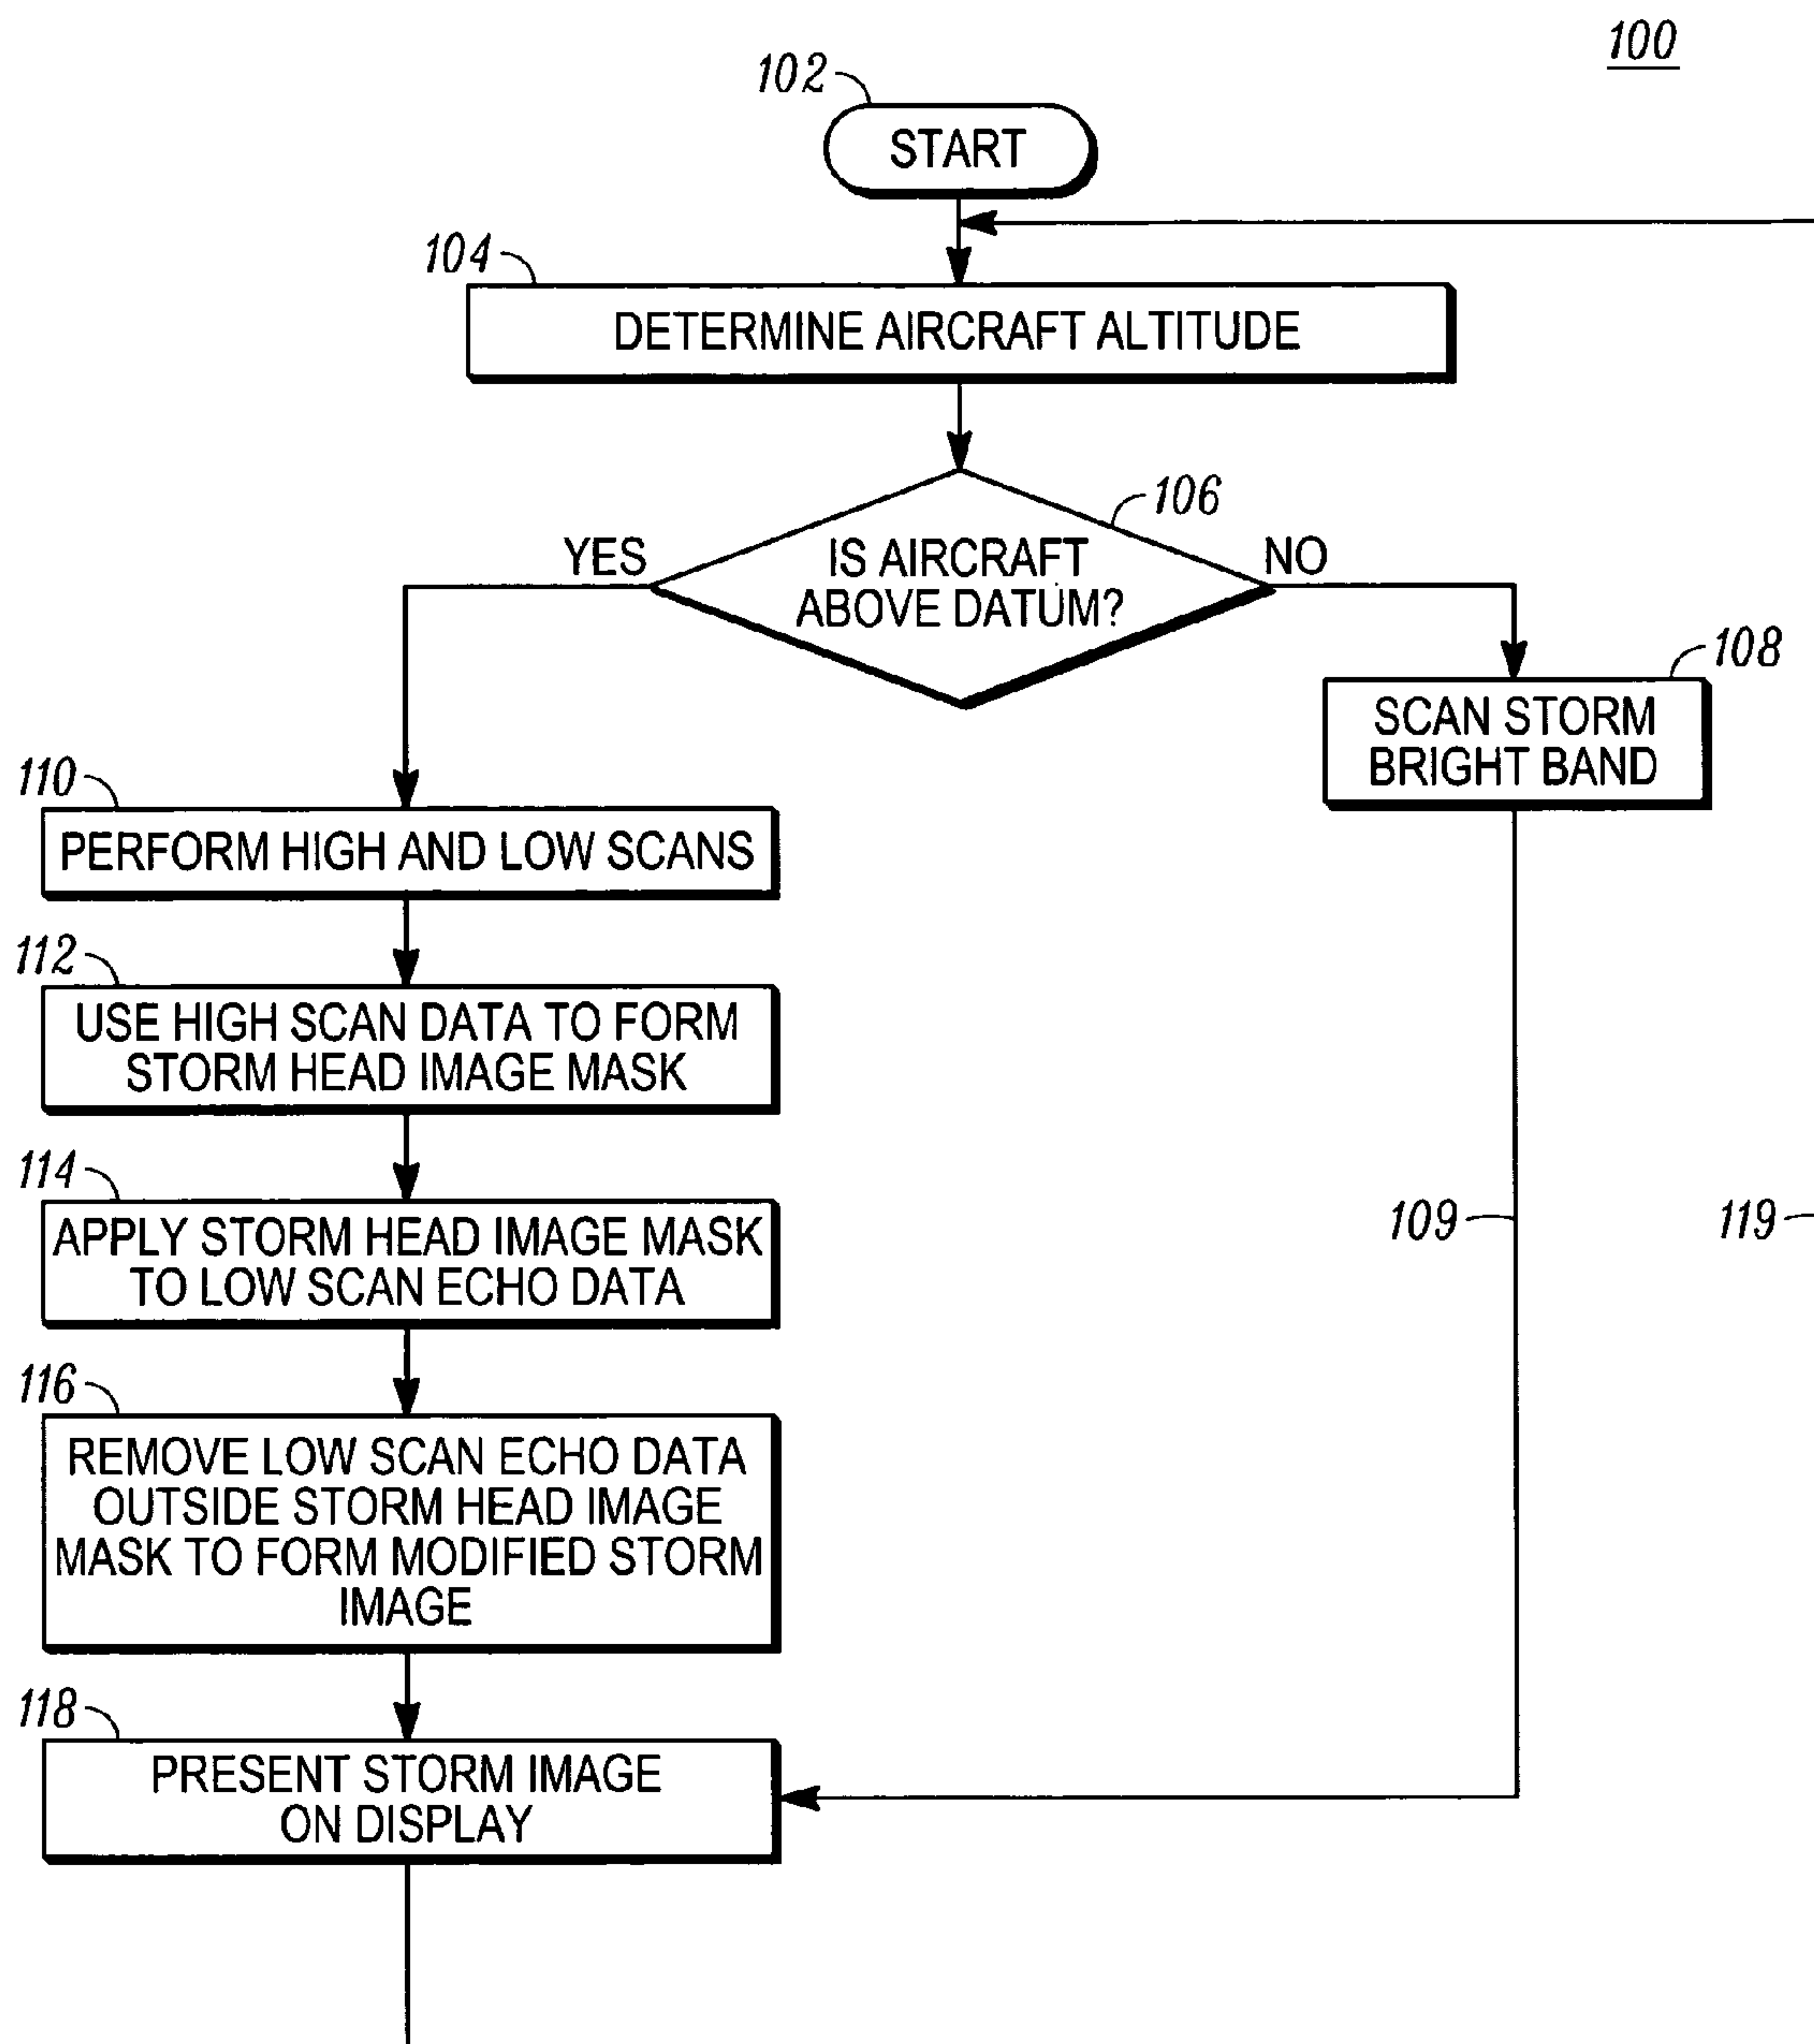 100
102
START
104
DETERMINE AIRCRAFT ALTITUDE
106
YES
IS AIRCRAFT
ABOVE DATUM?
NO
108
SCAN STORM
BRIGHT BAND
110
PERFORM HIGH AND LOW SCANS
112
USE HIGH SCAN DATA TO FORM
STORM HEAD IMAGE MASK
114
APPLY STORM HEAD IMAGE MASK
TO LOW SCAN ECHO DATA
109
119
116
REMOVE LOW SCAN ECHO DATA
OUTSIDE STORM HEAD IMAGE
MASK TO FORM MODIFIED STORM
IMAGE
118
PRESENT STORM IMAGE
ON DISPLAY